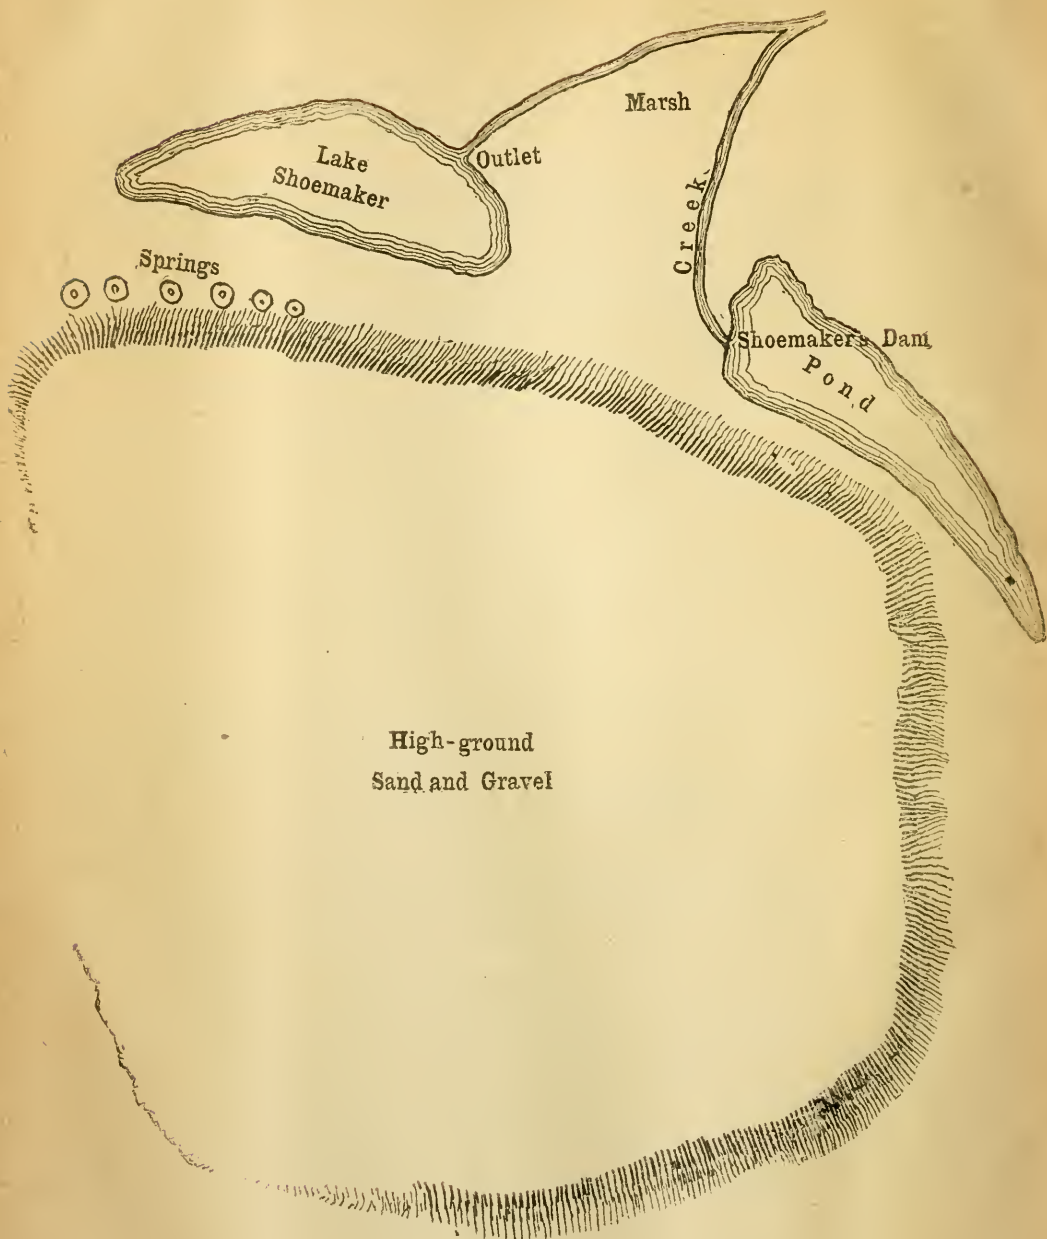 Marsh
Lake
Shoemaker
Outlet
Creek
Springs
Shoemaker's Dam
Pond
High-ground
Sand and Gravel